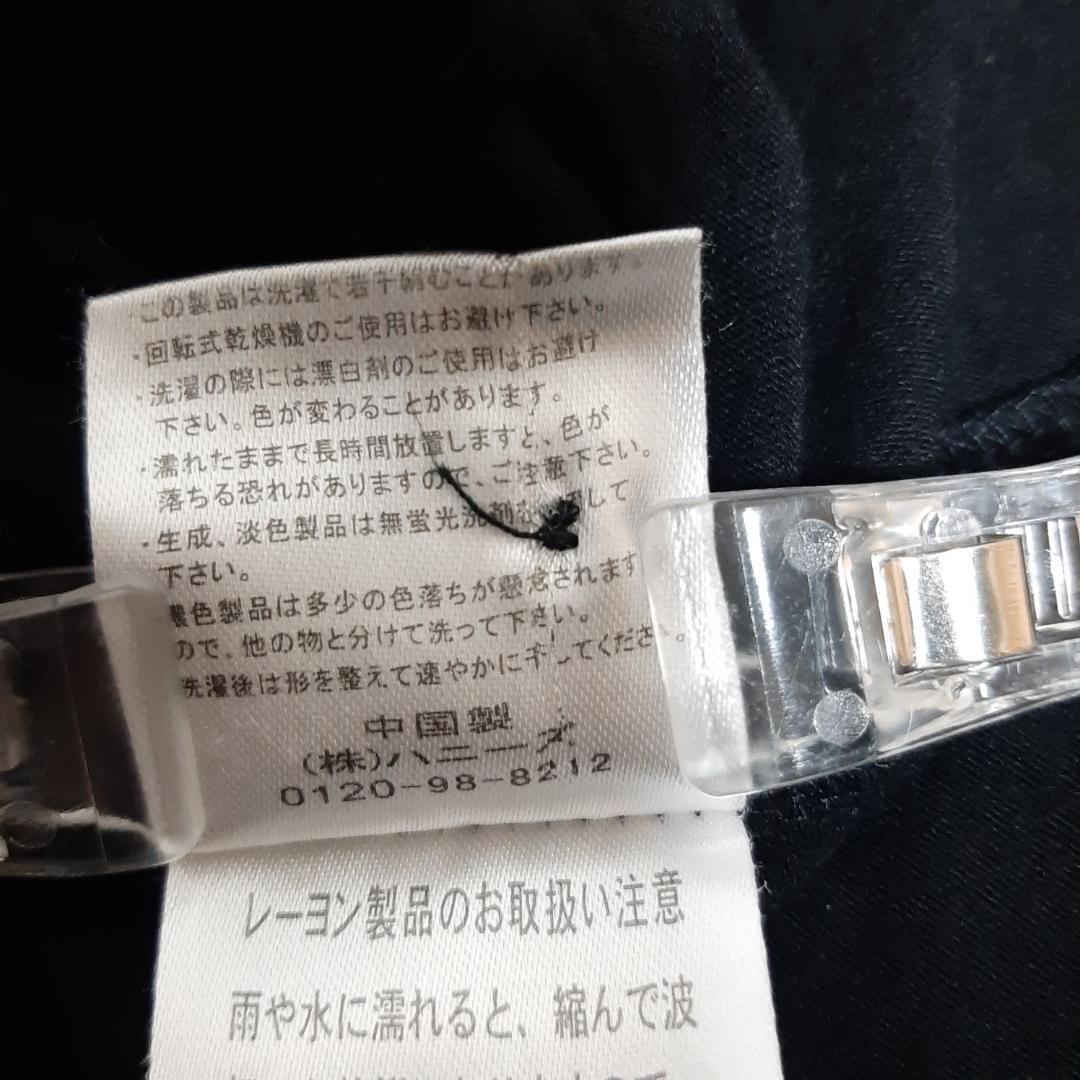 ・この製品は洗濯で若干縮むことがあります。
・回転式乾燥機のご使用はお避け下さい。
・洗濯の際には漂白剤のご使用はお避け
下さい。色が変わることがあります。
・濡れたままで長時間放置しますと、色が
落ちる恐れがありますので、ご注意下さい。
・生成、淡色製品は無蛍光洗剤 して
下さい。
濃色製品は多少の色落ちが懸念されます
ので、他の物と分けて洗って下さい。
洗濯後は形を整えて速やかに干してくださ 。
中国製
(株)ハニーズ
0120-98-8212
レーヨン製品のお取扱い注意
雨や水に濡れると、縮んで波